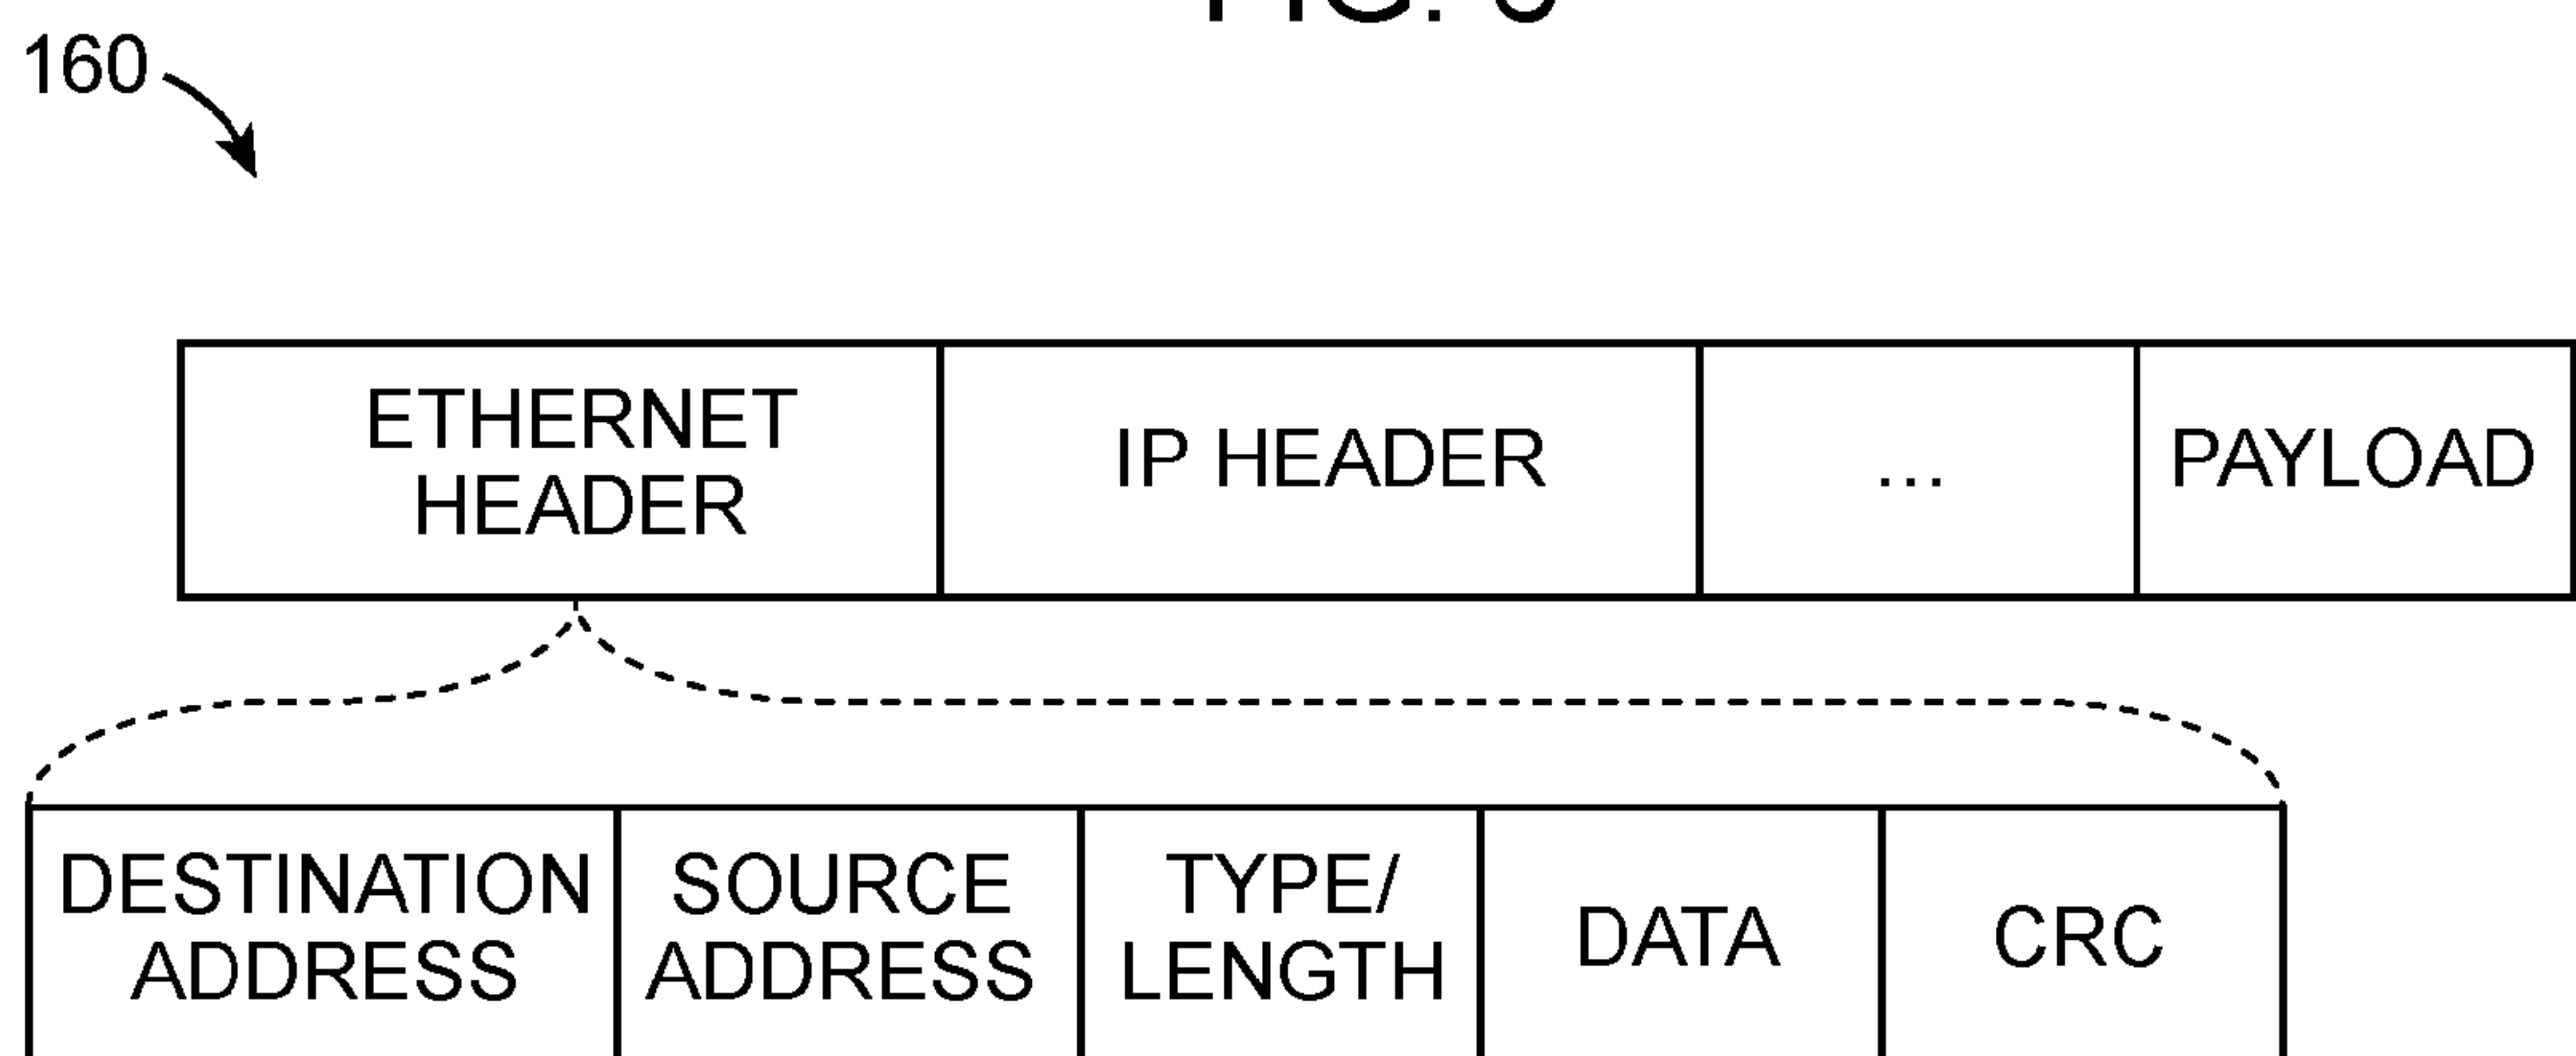 160
ETHERNET
HEADER
IP HEADER
...
PAYLOAD
DESTINATION
ADDRESS
SOURCE
ADDRESS
TYPE/
LENGTH
DATA
CRC